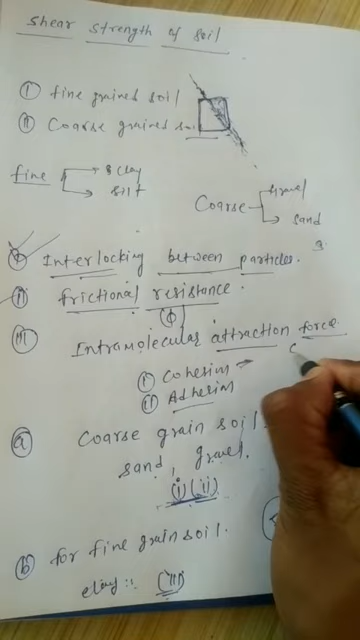 Shear strength of soil
(I) fine grained soil
(II) Coarse grained soil
fine → clay
→ silt
Coarse → gravel
→ sand
(I) Interlocking between particles.
(II) frictional resistance.
(ϕ)
(III) Intramolecular attraction force.
(i) Cohesion
(ii) Adhesion
(a) Coarse grain soil.
sand, gravel.
(i) (ii)
(b) for fine grain soil.
clay :: (III)